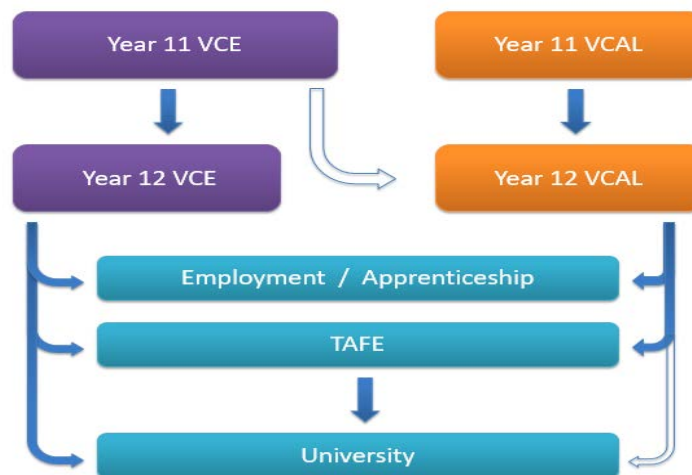 Year 11 VCE
Year 11 VCAL
Year 12 VCE
Year 12 VCAL
Employment / Apprenticeship
TAFE
University